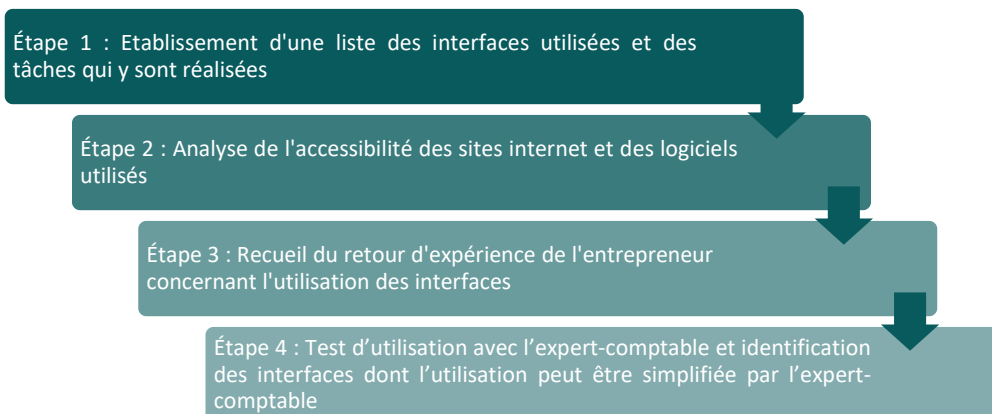 Étape 1 : Etablissement d'une liste des interfaces utilisées et des
tâches qui y sont réalisées
Étape 2 : Analyse de l'accessibilité des sites internet et des logiciels
utilisés
Étape 3 : Recueil du retour d'expérience de l'entrepreneur
concernant l'utilisation des interfaces
Étape 4 : Test d’utilisation avec l’expert-comptable et identification
des interfaces dont l’utilisation peut être simplifiée par l’expert-
comptable